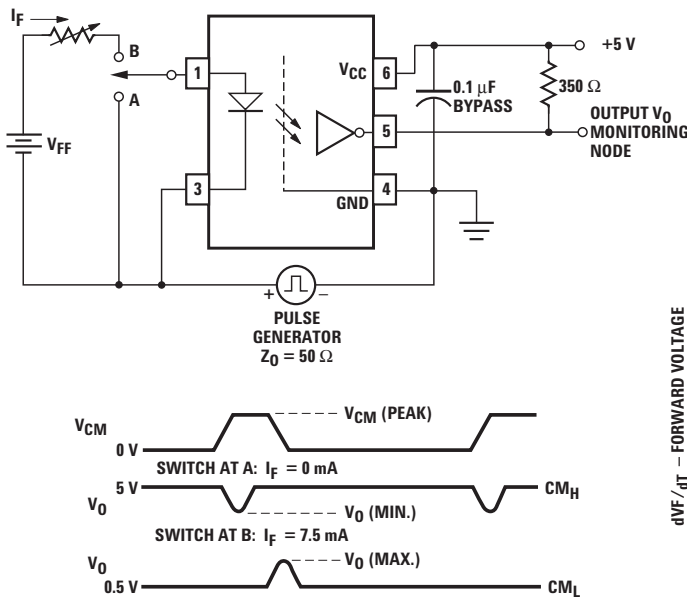 IF
B
A
VFF
1
3
VCC
6
5
4
GND
0.1 μF
BYPASS
+5 V
350 Ω
OUTPUT VO
MONITORING
NODE
+
–
PULSE
GENERATOR
ZO = 50 Ω
VCM
0 V
VCM (PEAK)
SWITCH AT A: IF = 0 mA
5 V
VO
CMH
VO (MIN.)
SWITCH AT B: IF = 7.5 mA
VO
0.5 V
VO (MAX.)
CML
dVF/dT – FORWARD VOLTAGE